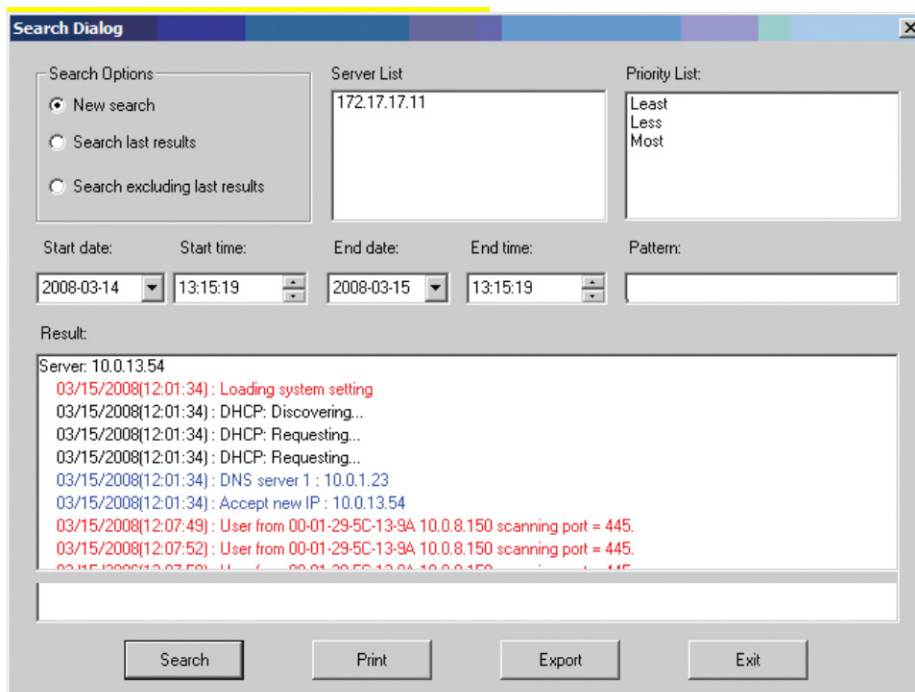 Search Dialog
Search Options
New search
Search last results
Search excluding last results
Server List
172.17.17.11
Priority List:
Least
Less
Most
Start date:
Start time:
End date:
End time:
Pattern:
2008-03-14
13:15:19
2008-03-15
13:15:19
Result:
Server: 10.0.13.54
03/15/2008(12:01:34) : Loading system setting
03/15/2008(12:01:34) : DHCP: Discovering...
03/15/2008(12:01:34) : DHCP: Requesting...
03/15/2008(12:01:34) : DHCP: Requesting...
03/15/2008(12:01:34) : DNS server 1 : 10.0.1.23
03/15/2008(12:01:34) : Accept new IP : 10.0.13.54
03/15/2008(12:07:49) : User from 00-01-29-5C-13-9A 10.0.8.150 scanning port = 445.
03/15/2008(12:07:52) : User from 00-01-29-5C-13-9A 10.0.8.150 scanning port = 445.
Search
Print
Export
Exit